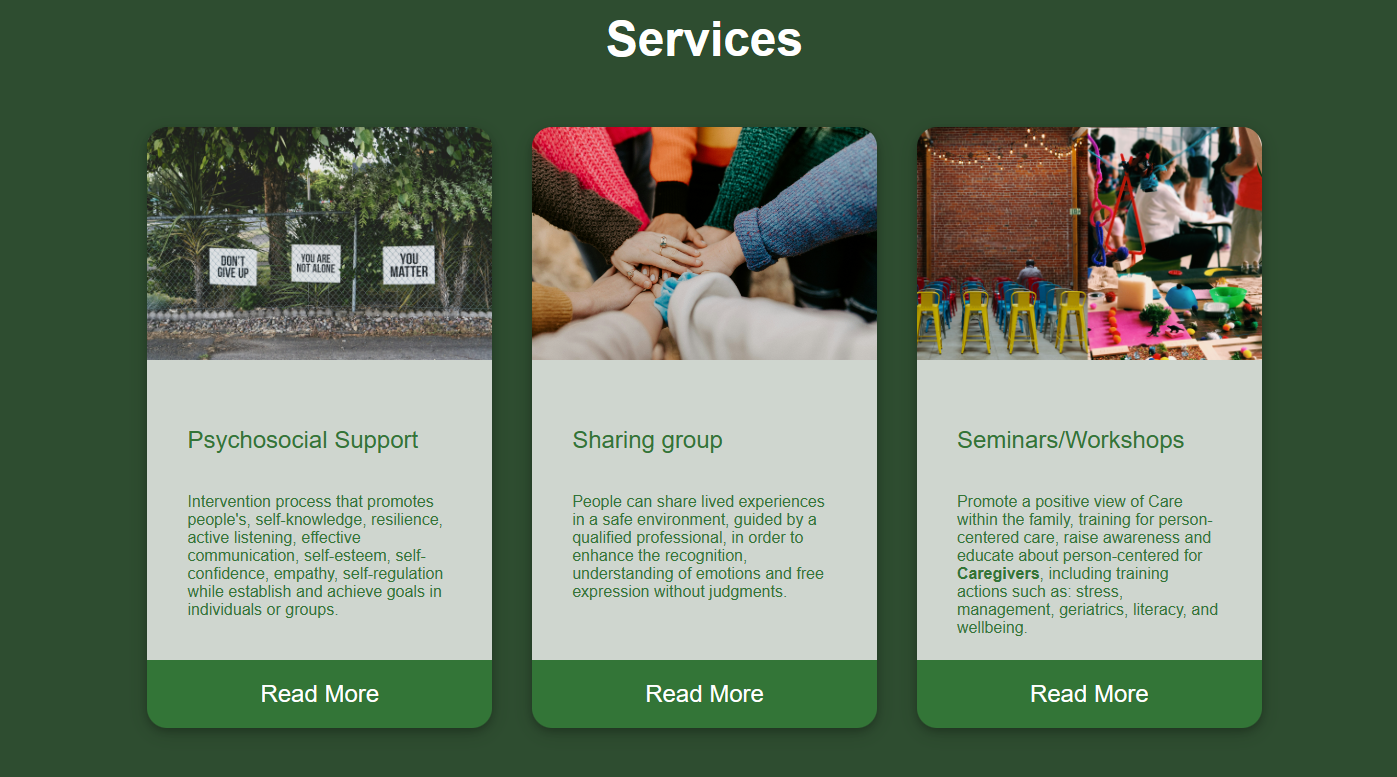 Services
DON'T
GIVE UP
YOU ARE
NOT ALONE
YOU
MATTER
Psychosocial Support
Intervention process that promotes
people's, self-knowledge, resilience,
active listening, effective
communication, self-esteem, self-
confidence, empathy, self-regulation
while establish and achieve goals in
individuals or groups.
Read More
Sharing group
People can share lived experiences
in a safe environment, guided by a
qualified professional, in order to
enhance the recognition,
understanding of emotions and free
expression without judgments.
Read More
Seminars/Workshops
Promote a positive view of Care
within the family, training for person-
centered care, raise awareness and
educate about person-centered for
Caregivers, including training
actions such as: stress,
management, geriatrics, literacy, and
wellbeing.
Read More